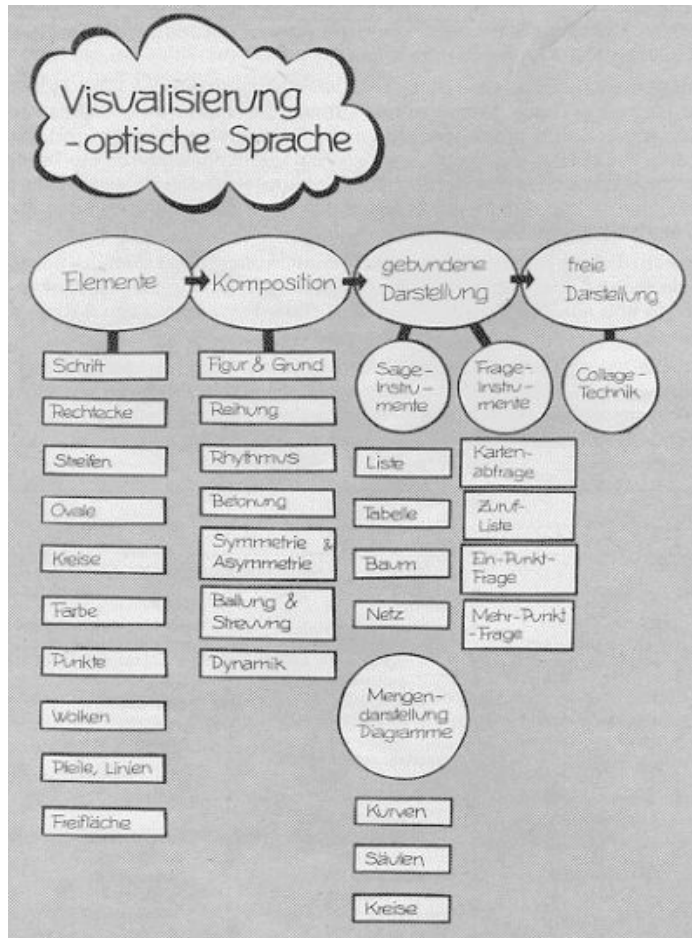 Visualisierung
-optische Sprache
Elemente
Komposition
gebundene
Darstellung
freie
Darstellung
Schrift
Rechtecke
Streifen
Ovale
Kreise
Farbe
Punkte
Wolken
Pfeile, Linien
Freifläche
Figur & Grund
Reihung
Rhythmus
Betonung
Symmetrie &
Asymmetrie
Ballung &
Streuung
Dynamik
Sage-
Instru-
mente
Liste
Tabelle
Baum
Netz
Mengen-
darstellung
Diagramme
Kurven
Säulen
Kreise
Frage-
Instru-
mente
Karten-
abfrage
Zuruf-
Liste
Ein-Punkt-
Frage
Mehr-Punkt
-Frage
Collage-
Technik